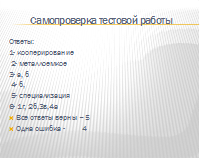 Самопроверка тестовой работы
Ответы:
1- кооперирование
2- металлоемкое
3- а, б
4- б,
5- специализация
6- 1г, 2б,3в,4а
Все ответы верны – 5
Одна ошибка - 4